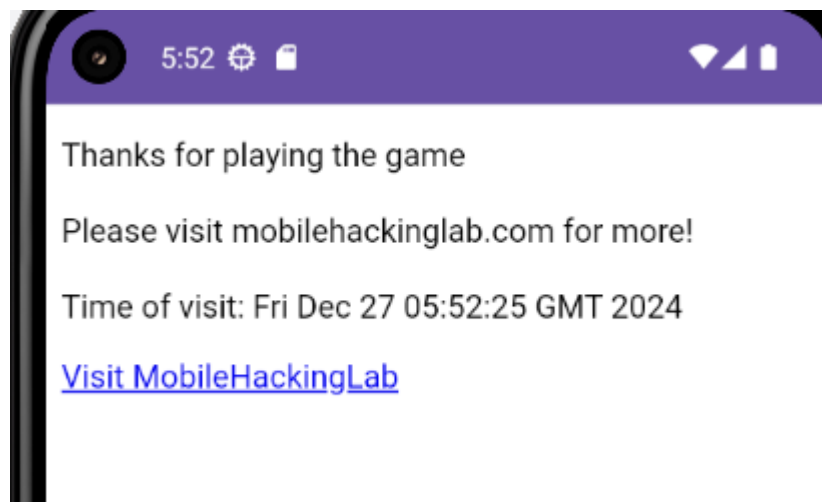 5:52
Thanks for playing the game
Please visit mobilehackinglab.com for more!
Time of visit: Fri Dec 27 05:52:25 GMT 2024
Visit MobileHackingLab